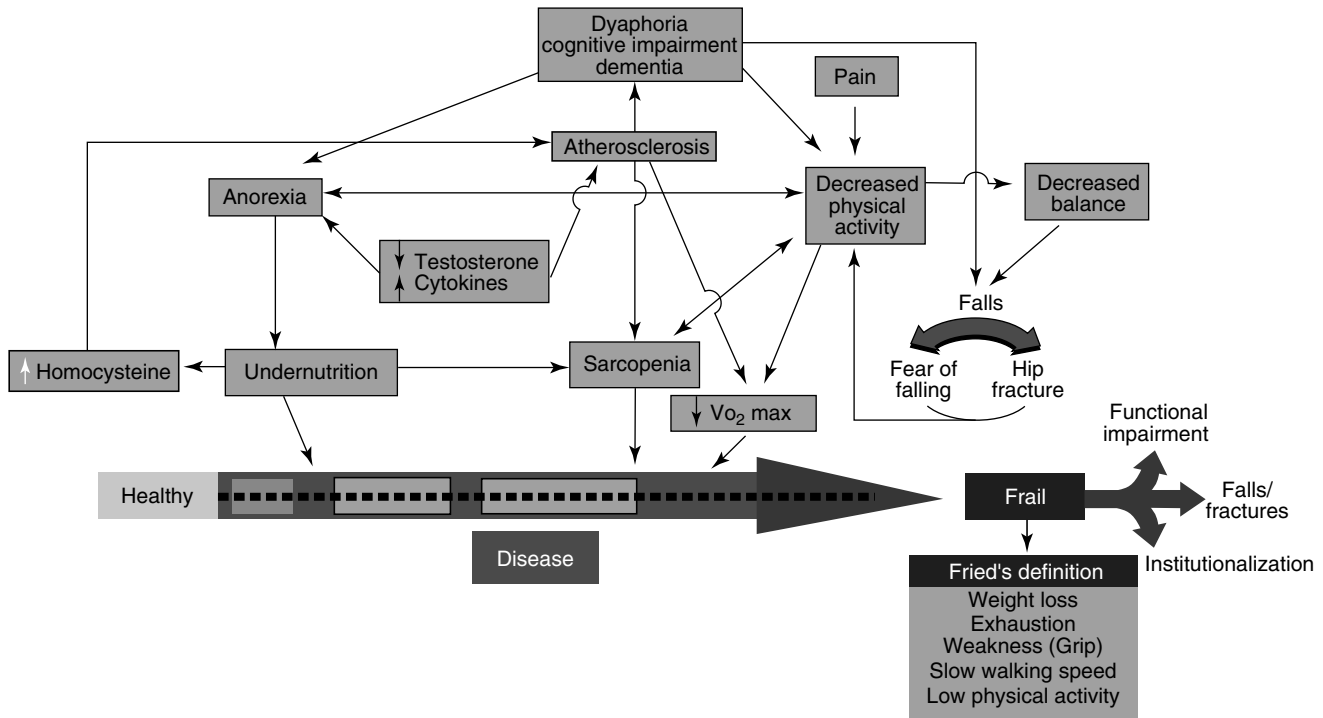 Dyaphoria
cognitive impairment
dementia
Pain
Atherosclerosis
Anorexia
Decreased
physical
activity
Decreased
balance
↓ Testosterone
↑ Cytokines
Falls
↑ Homocysteine
Undernutrition
Sarcopenia
Fear of
falling
Hip
fracture
↓ Vo₂ max
Functional
impairment
Healthy
Frail
Falls/
fractures
Disease
Institutionalization
Fried's definition
Weight loss
Exhaustion
Weakness (Grip)
Slow walking speed
Low physical activity